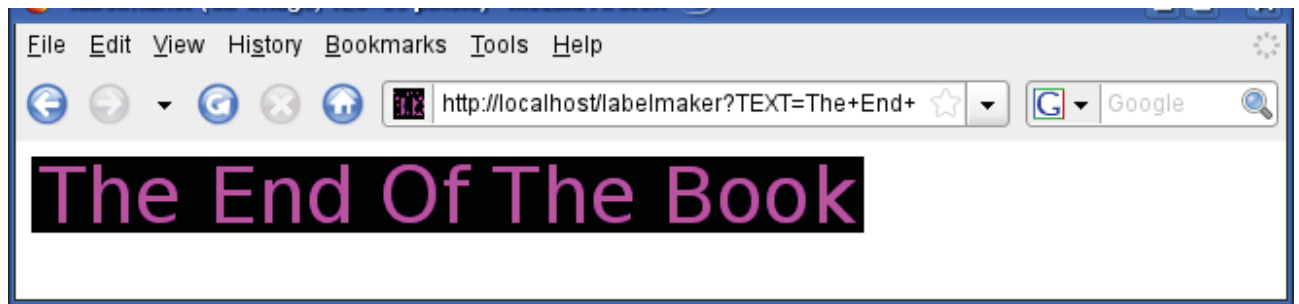 File Edit View History Bookmarks Tools Help
http://localhost/labelmaker?TEXT=The+End+ G Google
The End Of The Book